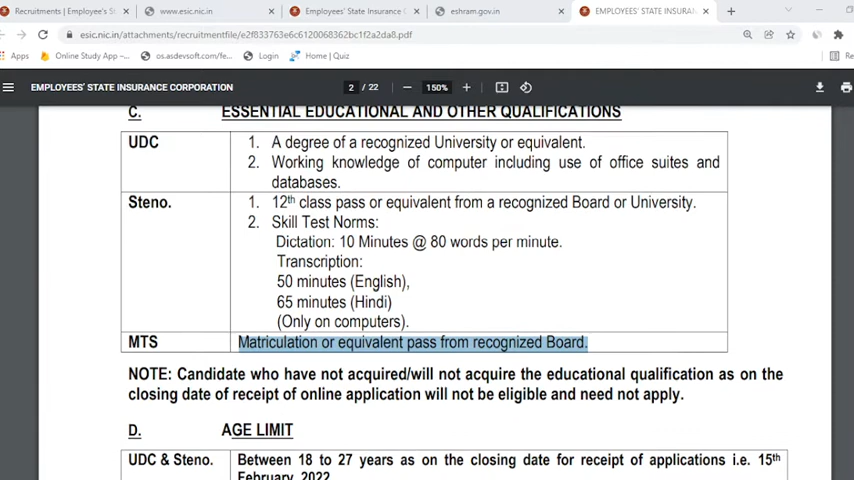 Recruitments | Employee's S
www.esic.nic.in
Employees' State Insurance C
eshram.gov.in
EMPLOYEES' STATE INSURAN
esic.nic.in/attachments/recruitmentfile/e2f833763e6c6120068362bc1f2a2da8.pdf
Apps
Online Study App –...
os.asdevsoft.com/fe...
Login
Home | Quiz
Re
EMPLOYEES' STATE INSURANCE CORPORATION
2 / 22
150%
C. ESSENTIAL EDUCATIONAL AND OTHER QUALIFICATIONS
UDC
1. A degree of a recognized University or equivalent.
2. Working knowledge of computer including use of office suites and
databases.
Steno.
1. 12th class pass or equivalent from a recognized Board or University.
2. Skill Test Norms:
Dictation: 10 Minutes @ 80 words per minute.
Transcription:
50 minutes (English),
65 minutes (Hindi)
(Only on computers).
MTS
Matriculation or equivalent pass from recognized Board.
NOTE: Candidate who have not acquired/will not acquire the educational qualification as on the
closing date of receipt of online application will not be eligible and need not apply.
D. AGE LIMIT
UDC & Steno.
Between 18 to 27 years as on the closing date for receipt of applications i.e. 15th
February, 2022